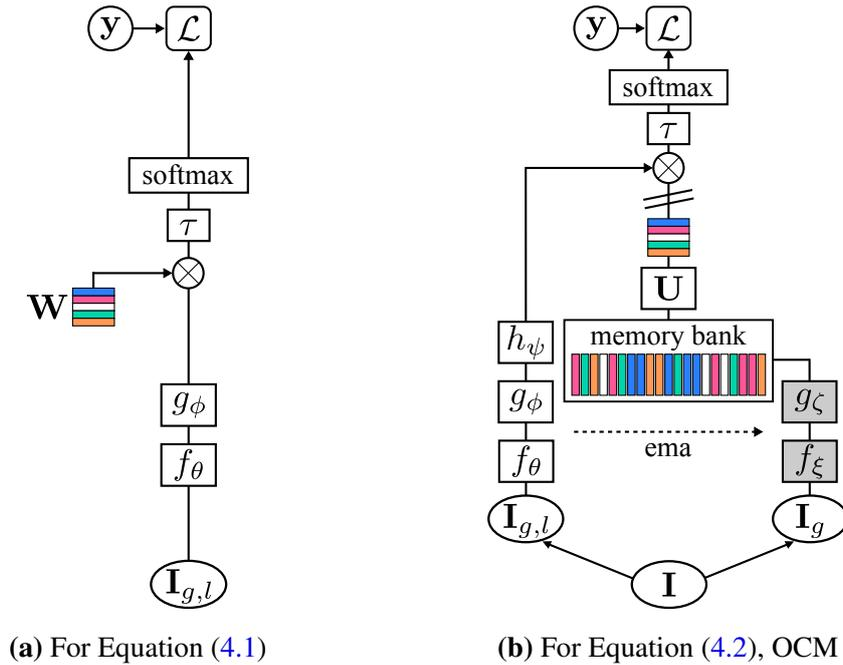 y
ℒ
softmax
τ
W
g_ϕ
f_θ
I_{g,l}
(a) For Equation (4.1)
y
ℒ
softmax
τ
U
memory bank
h_ψ
g_ϕ
g_ζ
ema
f_θ
f_ξ
I_{g,l}
I_g
I
(b) For Equation (4.2), OCM